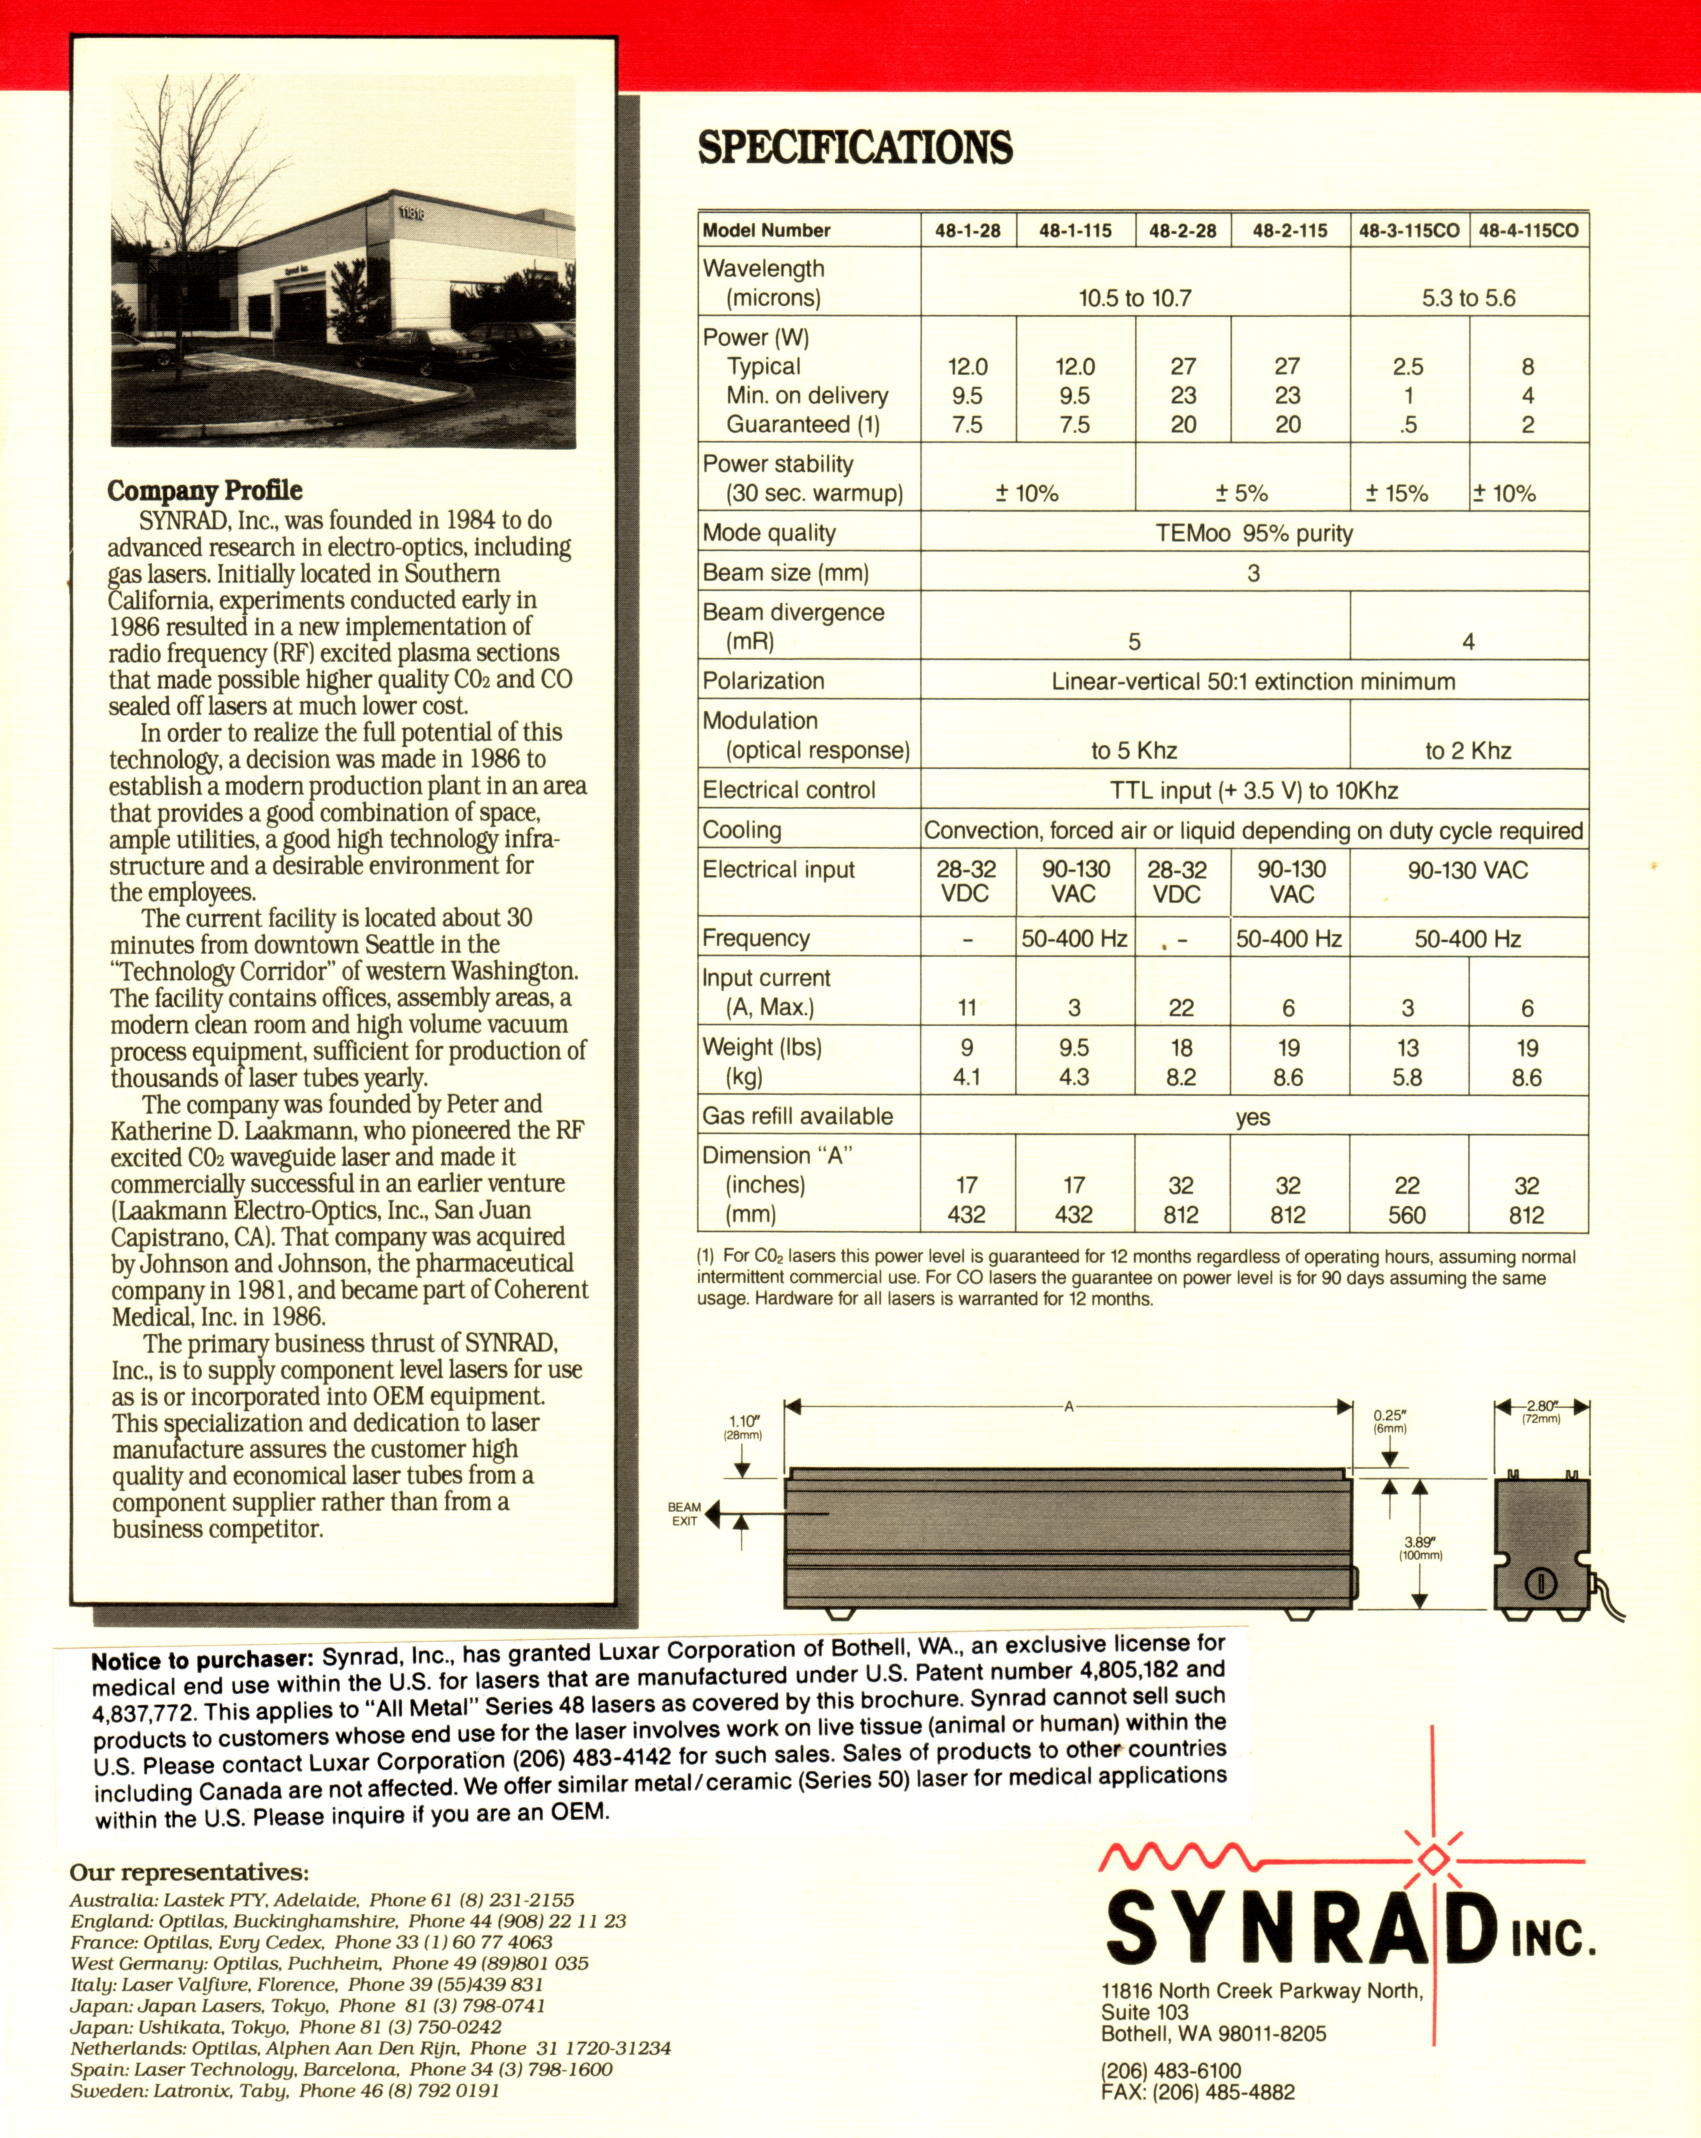 11816
Synrad Inc.
Company Profile
SYNRAD, Inc., was founded in 1984 to do
advanced research in electro-optics, including
gas lasers. Initially located in Southern
California, experiments conducted early in
1986 resulted in a new implementation of
radio frequency (RF) excited plasma sections
that made possible higher quality CO2 and CO
sealed off lasers at much lower cost.
In order to realize the full potential of this
technology, a decision was made in 1986 to
establish a modern production plant in an area
that provides a good combination of space,
ample utilities, a good high technology infra-
structure and a desirable environment for
the employees.
The current facility is located about 30
minutes from downtown Seattle in the
“Technology Corridor” of western Washington.
The facility contains offices, assembly areas, a
modern clean room and high volume vacuum
process equipment, sufficient for production of
thousands of laser tubes yearly.
The company was founded by Peter and
Katherine D. Laakmann, who pioneered the RF
excited CO2 waveguide laser and made it
commercially successful in an earlier venture
(Laakmann Electro-Optics, Inc., San Juan
Capistrano, CA). That company was acquired
by Johnson and Johnson, the pharmaceutical
company in 1981, and became part of Coherent
Medical, Inc. in 1986.
The primary business thrust of SYNRAD,
Inc., is to supply component level lasers for use
as is or incorporated into OEM equipment.
This specialization and dedication to laser
manufacture assures the customer high
quality and economical laser tubes from a
component supplier rather than from a
business competitor.
SPECIFICATIONS
Model Number 48-1-28 48-1-115 48-2-28 48-2-115 48-3-115CO 48-4-115CO
Wavelength
(microns) 10.5 to 10.7 5.3 to 5.6
Power (W)
Typical 12.0 12.0 27 27 2.5 8
Min. on delivery 9.5 9.5 23 23 1 4
Guaranteed (1) 7.5 7.5 20 20 .5 2
Power stability
(30 sec. warmup) ± 10% ± 5% ± 15% ± 10%
Mode quality TEMoo 95% purity
Beam size (mm) 3
Beam divergence
(mR) 5 4
Polarization Linear-vertical 50:1 extinction minimum
Modulation
(optical response) to 5 Khz to 2 Khz
Electrical control TTL input (+ 3.5 V) to 10Khz
Cooling Convection, forced air or liquid depending on duty cycle required
Electrical input 28-32 90-130 28-32 90-130 90-130 VAC
VDC VAC VDC VAC
Frequency – 50-400 Hz – 50-400 Hz 50-400 Hz
Input current
(A, Max.) 11 3 22 6 3 6
Weight (lbs) 9 9.5 18 19 13 19
(kg) 4.1 4.3 8.2 8.6 5.8 8.6
Gas refill available yes
Dimension “A”
(inches) 17 17 32 32 22 32
(mm) 432 432 812 812 560 812
(1) For CO2 lasers this power level is guaranteed for 12 months regardless of operating hours, assuming normal
intermittent commercial use. For CO lasers the guarantee on power level is for 90 days assuming the same
usage. Hardware for all lasers is warranted for 12 months.
A
1.10"
(28mm)
0.25"
(6mm)
2.80"
(72mm)
BEAM
EXIT
3.89"
(100mm)
Notice to purchaser: Synrad, Inc., has granted Luxar Corporation of Bothell, WA., an exclusive license for
medical end use within the U.S. for lasers that are manufactured under U.S. Patent number 4,805,182 and
4,837,772. This applies to “All Metal” Series 48 lasers as covered by this brochure. Synrad cannot sell such
products to customers whose end use for the laser involves work on live tissue (animal or human) within the
U.S. Please contact Luxar Corporation (206) 483-4142 for such sales. Sales of products to other countries
including Canada are not affected. We offer similar metal/ceramic (Series 50) laser for medical applications
within the U.S. Please inquire if you are an OEM.
Our representatives:
Australia: Lastek PTY, Adelaide, Phone 61 (8) 231-2155
England: Optilas, Buckinghamshire, Phone 44 (908) 22 11 23
France: Optilas, Evry Cedex, Phone 33 (1) 60 77 4063
West Germany: Optilas, Puchheim, Phone 49 (89)801 035
Italy: Laser Valfivre, Florence, Phone 39 (55)439 831
Japan: Japan Lasers, Tokyo, Phone 81 (3) 798-0741
Japan: Ushikata, Tokyo, Phone 81 (3) 750-0242
Netherlands: Optilas, Alphen Aan Den Rijn, Phone 31 1720-31234
Spain: Laser Technology, Barcelona, Phone 34 (3) 798-1600
Sweden: Latronix, Taby, Phone 46 (8) 792 0191
SYNRAD INC.
11816 North Creek Parkway North,
Suite 103
Bothell, WA 98011-8205
(206) 483-6100
FAX: (206) 485-4882